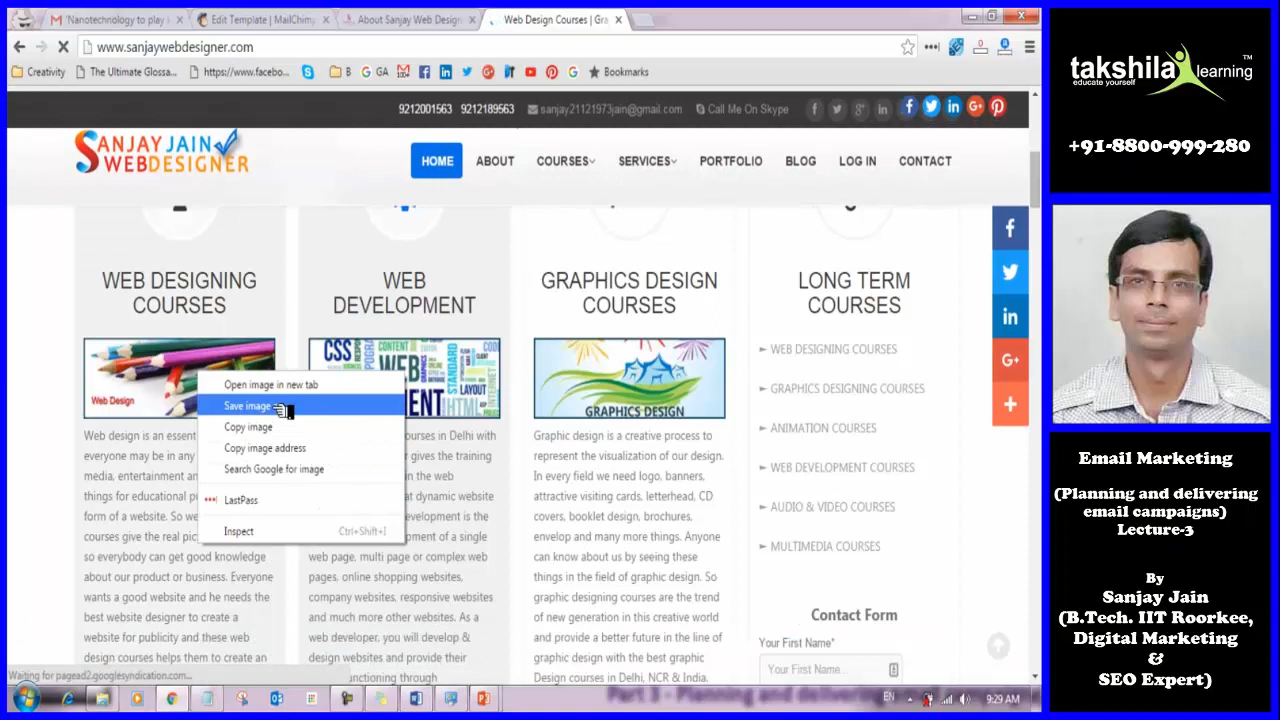 'Nanotechnology to play i
Edit Template | MailChimp
About Sanjay Web Design
Web Design Courses | Gra
www.sanjaywebdesigner.com
Creativity
The Ultimate Glossa...
https://www.facebo...
B
GA
Bookmarks
9212001563 9212189563 sanjay21121973jain@gmail.com Call Me On Skype
SANJAY JAIN
WEBDESIGNER
HOME ABOUT COURSES SERVICES PORTFOLIO BLOG LOG IN CONTACT
WEB DESIGNING
COURSES
Web Design
Web design is an essent
everyone may be in any
media, entertainment an
things for educational p
form of a website. So we
courses give the real pic
so everybody can get good knowledge
about our product or business. Everyone
wants a good website and he needs the
best website designer to create a
website for publicity and these web
design courses helps them to create an
Open image in new tab
Save image
Copy image
Copy image address
Search Google for image
LastPass
Inspect Ctrl+Shift+I
WEB
DEVELOPMENT
CSS
WEB
CONTENT
STANDARD
LAYOUT
HTML
courses in Delhi with
gives the training
in the web
at dynamic website
velopment is the
pment of a single
web page, multi page or complex web
pages, online shopping websites,
company websites, responsive websites
and much more other websites. As a
web developer, you will develop &
design websites and provide their
nctioning through
GRAPHICS DESIGN
COURSES
GRAPHICS DESIGN
Graphic design is a creative process to
represent the visualization of our design.
In every field we need logo, banners,
attractive visiting cards, letterhead, CD
covers, booklet design, brochures,
envelop and many more things. Anyone
can know about us by seeing these
things in the field of graphic design. So
graphic designing courses are the trend
of new generation in this creative world
and provide a better future in the line of
graphic design with the best graphic
Design courses in Delhi, NCR & India.
LONG TERM
COURSES
WEB DESIGNING COURSES
GRAPHICS DESIGNING COURSES
ANIMATION COURSES
WEB DEVELOPMENT COURSES
AUDIO & VIDEO COURSES
MULTIMEDIA COURSES
Contact Form
Your First Name*
Your First Name...
Waiting for pagead2.googlesyndication.com...
EN
9:29 AM
takshila learning
educate yourself
TM
+91-8800-999-280
Email Marketing
(Planning and delivering
email campaigns)
Lecture-3
By
Sanjay Jain
(B.Tech. IIT Roorkee,
Digital Marketing
&
SEO Expert)